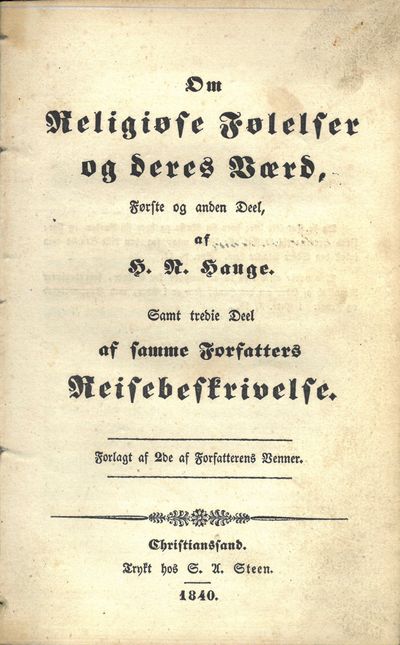 Om
Religiøse Følelser
og deres Værd,
Første og anden Deel,
af
H. N. Hauge.
Samt tredie Deel
af samme Forfatters
Reisebeskrivelse.
Forlagt af 2de af Forfatterens Venner.
Christianssand.
Trykt hos S. A. Steen.
1840.